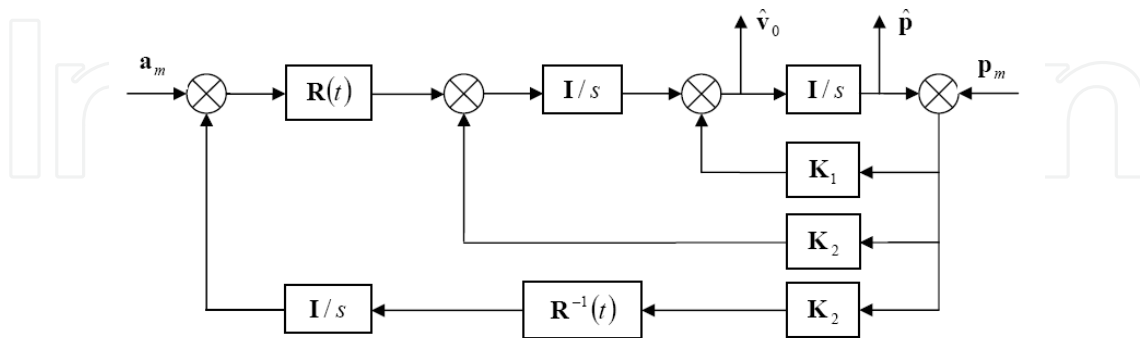 v̂₀ p̂
aₘ R(t) I/s I/s pₘ
K₁
K₂
I/s R⁻¹(t) K₂